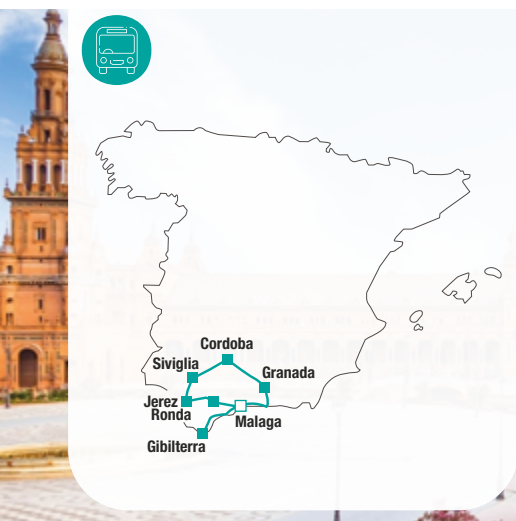 Cordoba
Siviglia
Granada
Jerez
Ronda
Malaga
Gibilterra